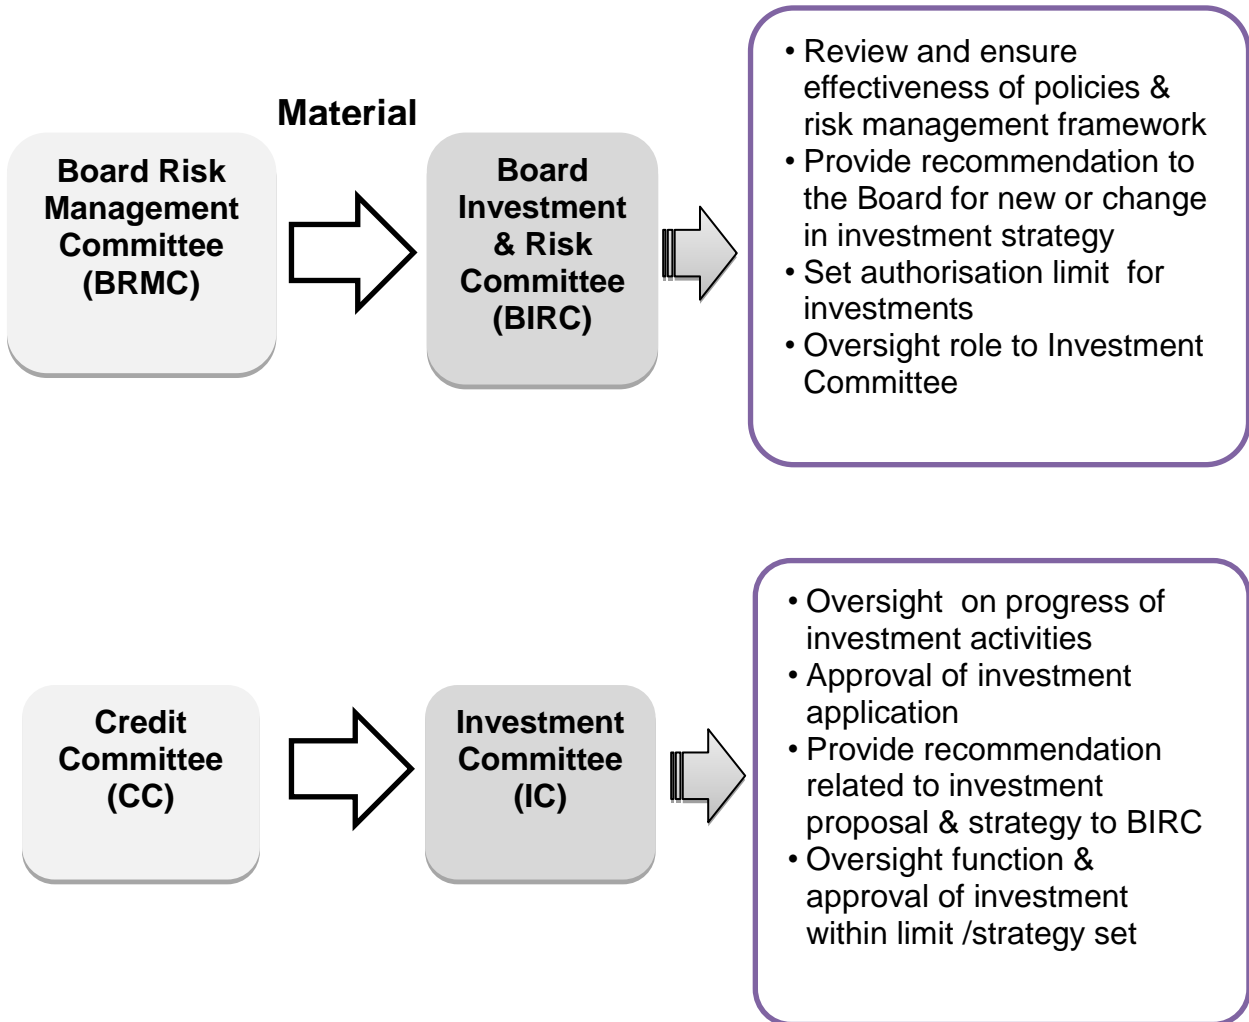 Material
Board Risk
Management
Committee
(BRMC)
Board
Investment
& Risk
Committee
(BIRC)
• Review and ensure
effectiveness of policies &
risk management framework
• Provide recommendation to
the Board for new or change
in investment strategy
• Set authorisation limit for
investments
• Oversight role to Investment
Committee
Credit
Committee
(CC)
Investment
Committee
(IC)
• Oversight on progress of
investment activities
• Approval of investment
application
• Provide recommendation
related to investment
proposal & strategy to BIRC
• Oversight function &
approval of investment
within limit /strategy set